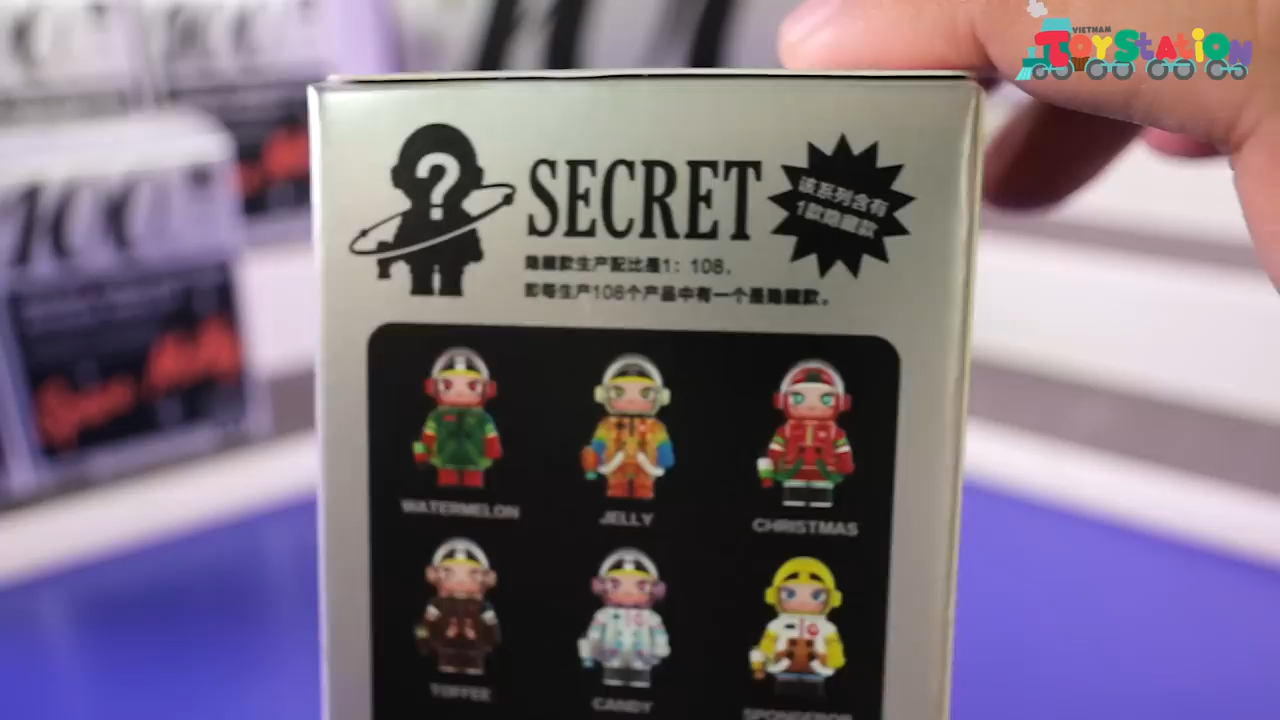 VIETNAM
TOYSTATION
SECRET
该系列含有
1款隐藏款
隐藏款生产配比是1：108，
即每生产108个产品中有一个是隐藏款。
WATERMELON
JELLY
CHRISTMAS
TOFFEE
CANDY
SPONGEBOB